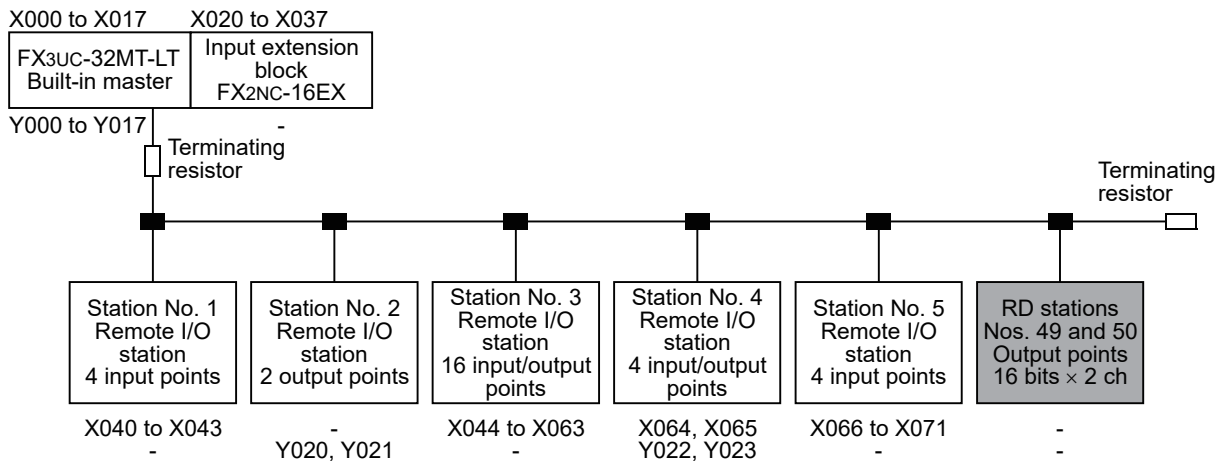 X000 to X017
X020 to X037
FX3UC-32MT-LT
Built-in master
Input extension
block
FX2NC-16EX
Y000 to Y017
-
Terminating
resistor
Terminating
resistor
Station No. 1
Remote I/O
station
4 input points
Station No. 2
Remote I/O
station
2 output points
Station No. 3
Remote I/O
station
16 input/output
points
Station No. 4
Remote I/O
station
4 input/output
points
Station No. 5
Remote I/O
station
4 input points
RD stations
Nos. 49 and 50
Output points
16 bits × 2 ch
X040 to X043
-
-
Y020, Y021
X044 to X063
-
X064, X065
Y022, Y023
X066 to X071
-
-
-